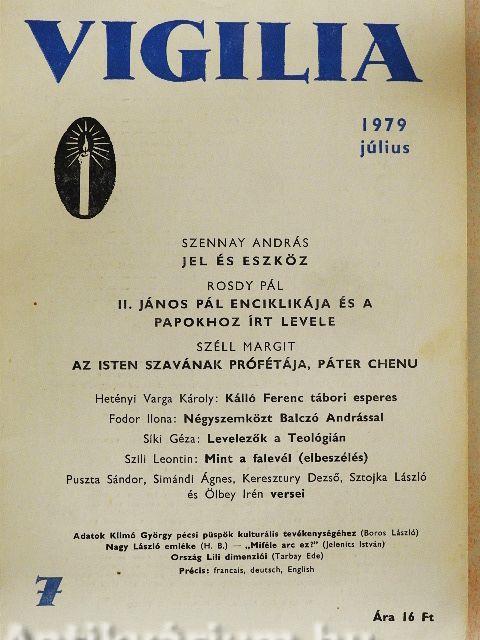 VIGILIA
1979
július
SZENNAY ANDRÁS
JEL ÉS ESZKÖZ
ROSDY PÁL
II. JÁNOS PÁL ENCIKLIKÁJA ÉS A
PAPOKHOZ ÍRT LEVELE
SZÉLL MARGIT
AZ ISTEN SZAVÁNAK PRÓFÉTÁJA, PÁTER CHENU
Hetényi Varga Károly: Kálló Ferenc tábori esperes
Fodor Ilona: Négyszemközt Balczó Andrással
Síki Géza: Levelezők a Teológián
Szili Leontin: Mint a falevél (elbeszélés)
Puszta Sándor, Simándi Ágnes, Keresztury Dezső, Sztojka László
és Ölbey Irén versei
Adatok Klimó György pécsi püspök kulturális tevékenységéhez (Boros László)
Nagy László emléke (H. B.) — „Miféle arc ez?" (Jelenits István)
Ország Lili dimenziói (Tarbay Ede)
Précis: francais, deutsch, English
7
Ára 16 Ft
Antikvárium.hu